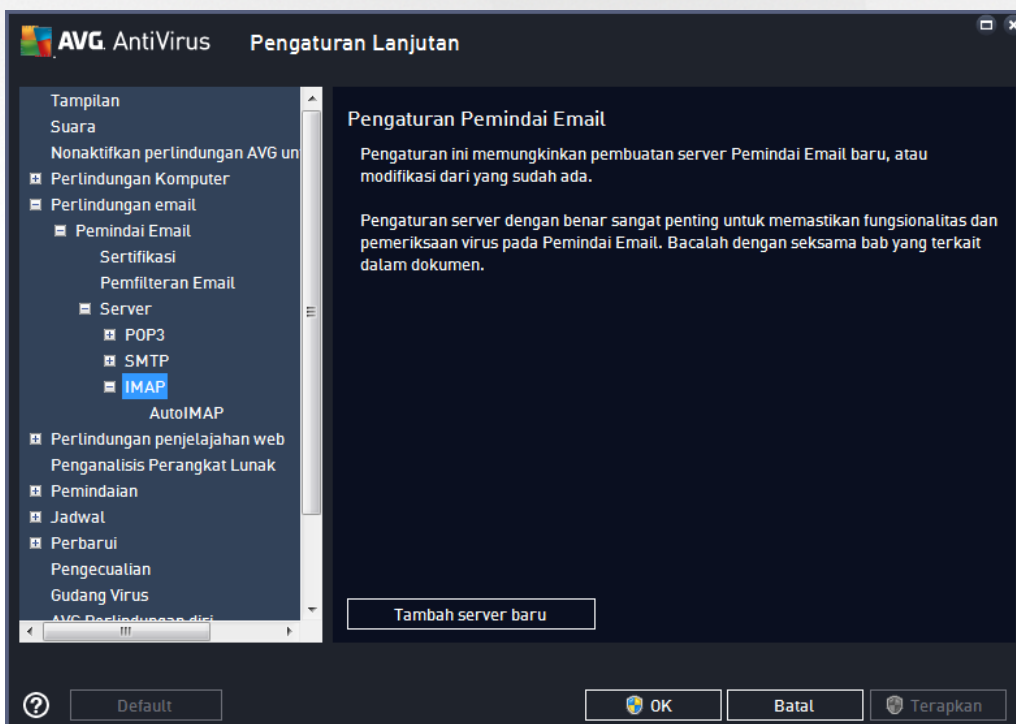 AVG. AntiVirus Pengaturan Lanjutan
Tampilan
Suara
Nonaktifkan perlindungan AVG un
Perlindungan Komputer
Perlindungan email
Pemindai Email
Sertifikasi
Pemfilteran Email
Server
POP3
SMTP
IMAP
AutoIMAP
Perlindungan penjelajahan web
Penganalisis Perangkat Lunak
Pemindaian
Jadwal
Perbarui
Pengecualian
Gudang Virus
AVG Perlindungan diri
Pengaturan Pemindai Email
Pengaturan ini memungkinkan pembuatan server Pemindai Email baru, atau
modifikasi dari yang sudah ada.
Pengaturan server dengan benar sangat penting untuk memastikan fungsionalitas dan
pemeriksaan virus pada Pemindai Email. Bacalah dengan seksama bab yang terkait
dalam dokumen.
Tambah server baru
? Default
OK
Batal
Terapkan